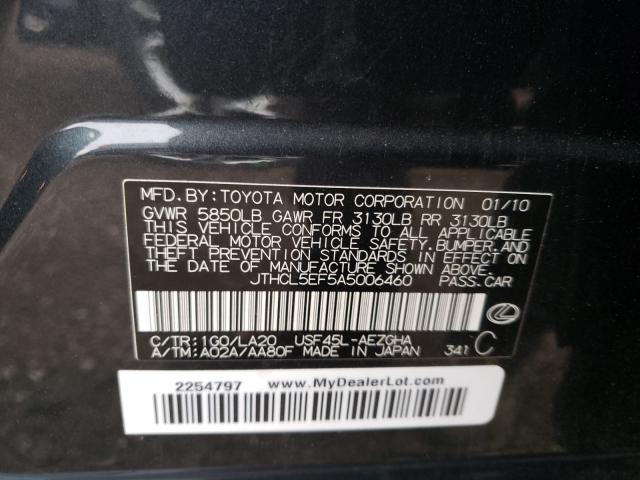 MFD.BY:TOYOTA MOTOR CORPORATION 01/10
GVWR 5850LB GAWR FR 3130LB RR 3130LB
THIS VEHICLE CONFORMS TO ALL APPLICABLE
FEDERAL MOTOR VEHICLE SAFETY,BUMPER,AND
THEFT PREVENTION STANDARDS IN EFFECT ON
THE DATE OF MANUFACTURE SHOWN ABOVE.
JTHCL5EF5A5006460 PASS.CAR
C/TR:1G0/LA20 USF45L-AEZGHA
A/TM:A02A/AA80F MADE IN JAPAN 341 C
2254797 www.MyDealerLot.com